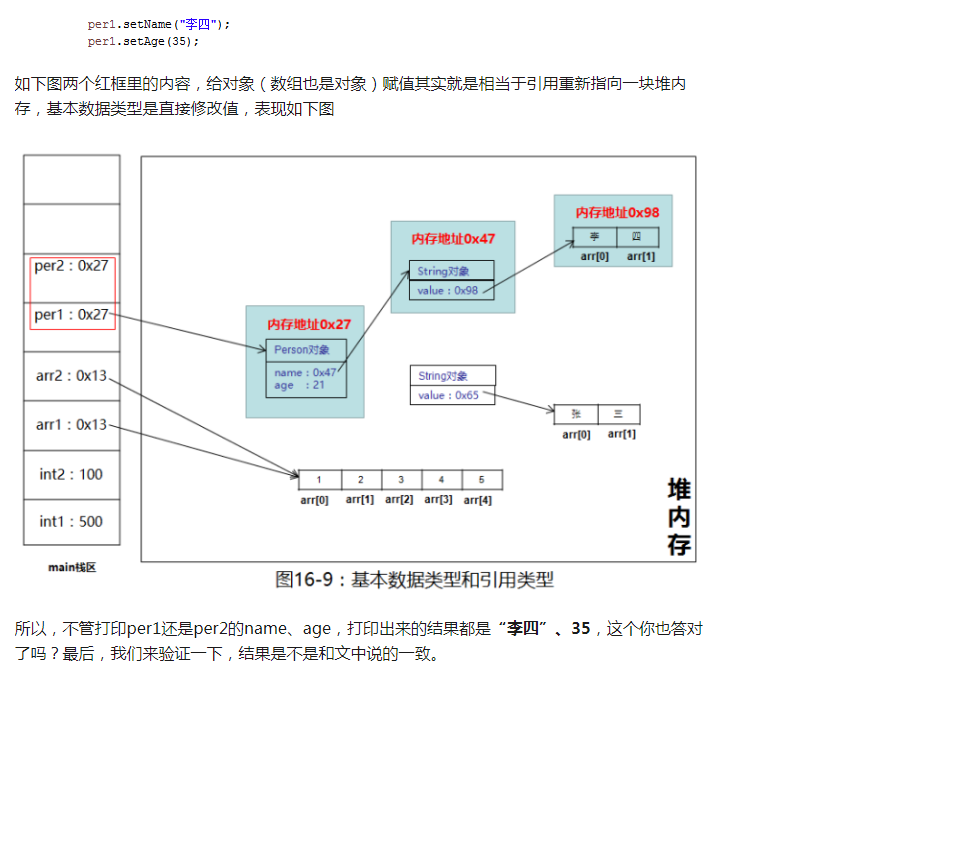 per1.setName("李四");
per1.setAge(35);
如下图两个红框里的内容，给对象（数组也是对象）赋值其实就是相当于引用重新指向一块堆内
存，基本数据类型是直接修改值，表现如下图
内存地址0x98
李 四
arr[0] arr[1]
内存地址0x47
String对象
value：0x98
per2：0x27
per1：0x27
内存地址0x27
Person对象
name：0x47
age ：21
String对象
value：0x65
arr2：0x13
张 三
arr[0] arr[1]
arr1：0x13
int2：100
1 2 3 4 5
arr[0] arr[1] arr[2] arr[3] arr[4]
int1：500
堆
内
存
main栈区
图16-9：基本数据类型和引用类型
所以，不管打印per1还是per2的name、age，打印出来的结果都是“李四”、35，这个你也答对
了吗？最后，我们来验证一下，结果是不是和文中说的一致。